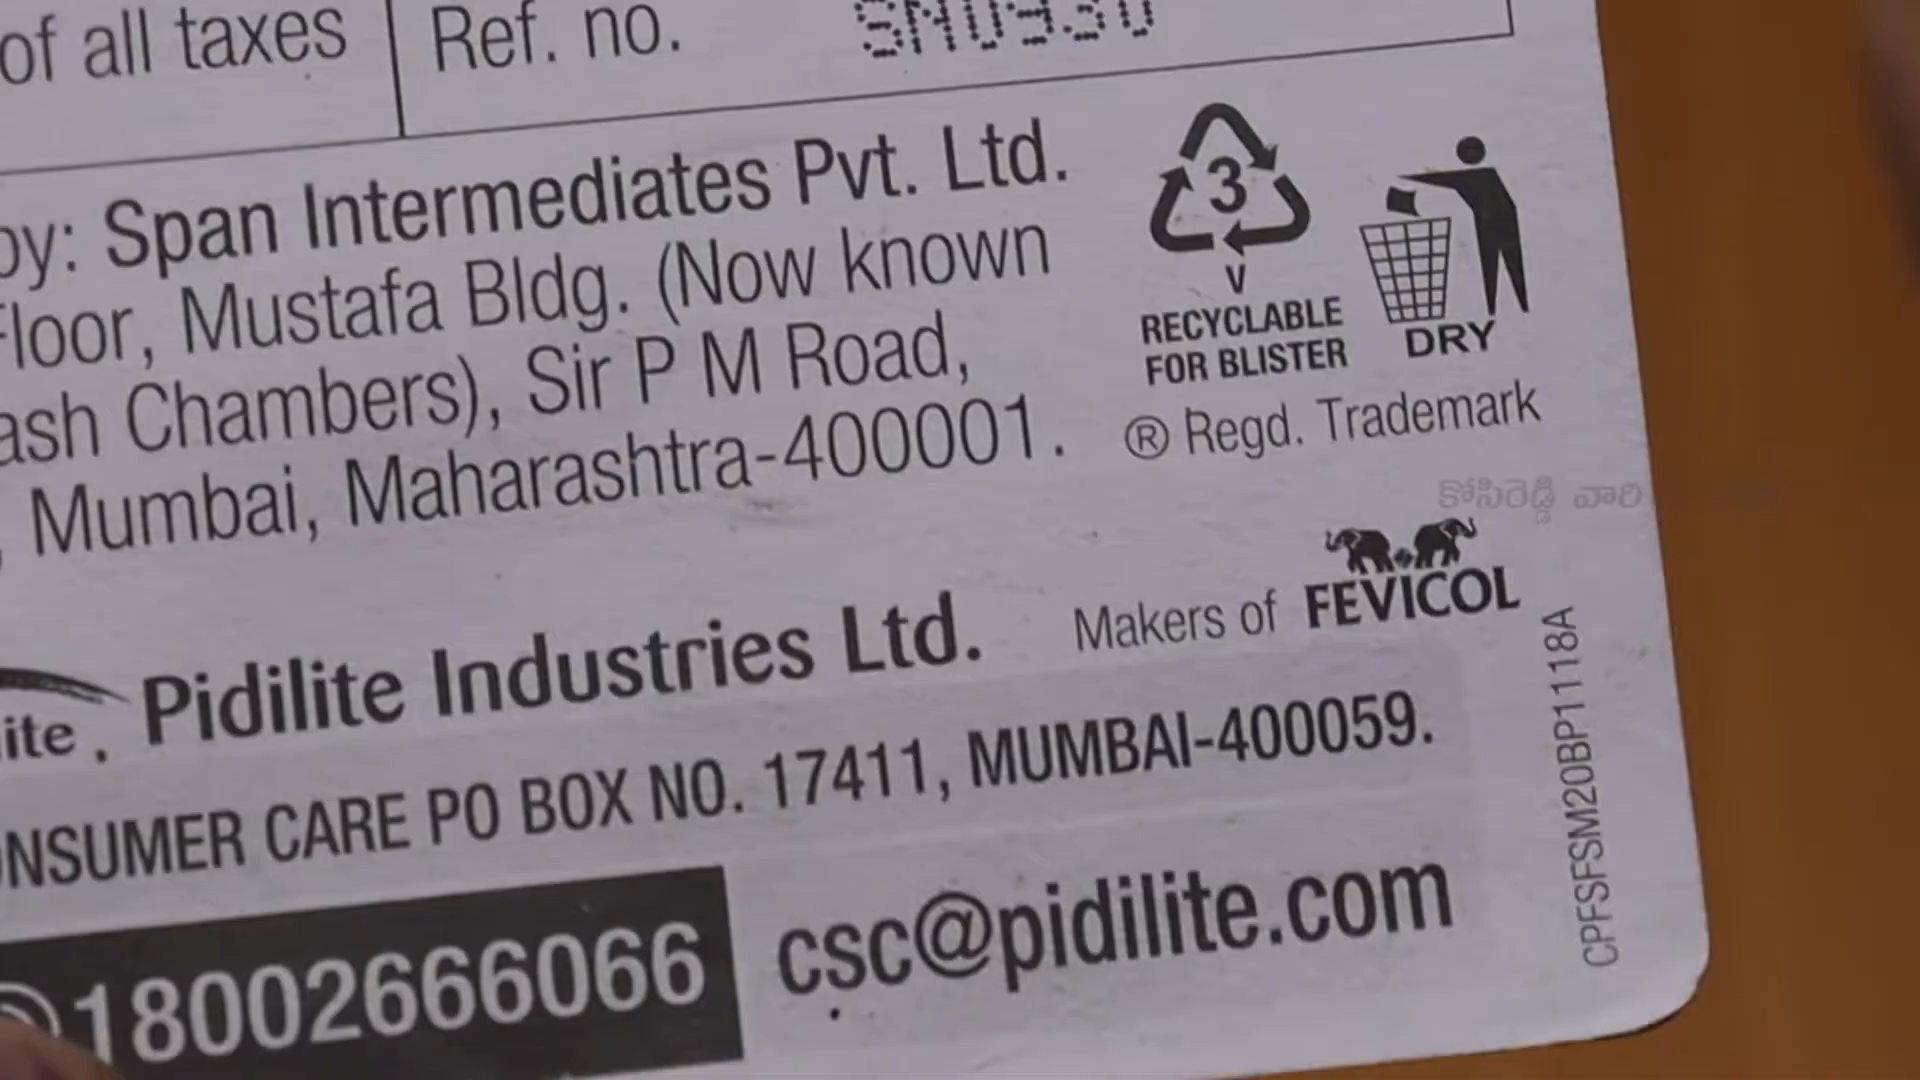 of all taxes
Ref. no.
by: Span Intermediates Pvt. Ltd.
Floor, Mustafa Bldg. (Now known
ash Chambers), Sir P M Road,
, Mumbai, Maharashtra-400001.
3
V
RECYCLABLE
FOR BLISTER
DRY
® Regd. Trademark
కోసిరెడ్డి వారి
ite.
Pidilite Industries Ltd.
Makers of FEVICOL
ONSUMER CARE PO BOX NO. 17411, MUMBAI-400059.
18002666066
csc@pidilite.com
CPFSFSM20BP1118A